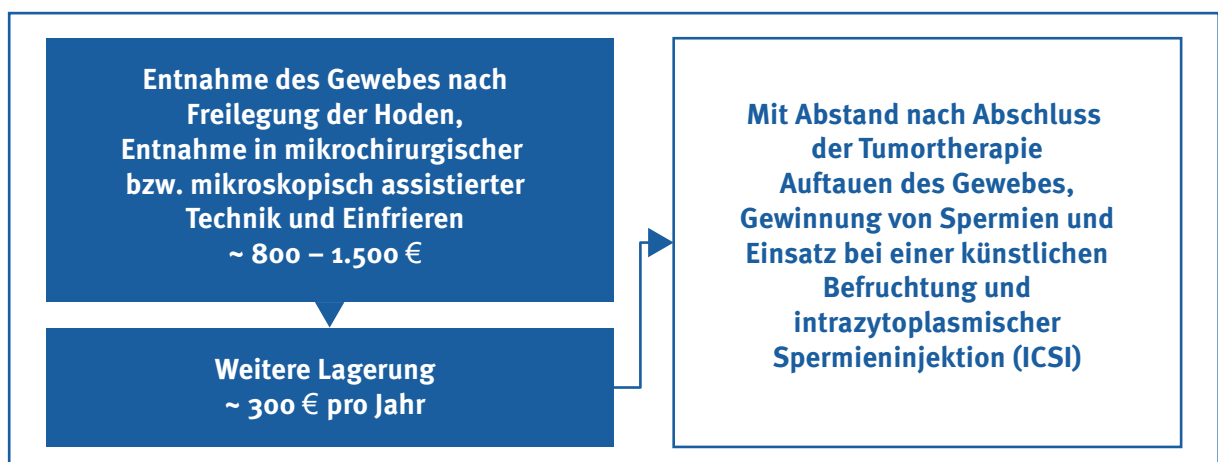 Entnahme des Gewebes nach
Freilegung der Hoden,
Entnahme in mikrochirurgischer
bzw. mikroskopisch assistierter
Technik und Einfrieren
~ 800 – 1.500 €
Weitere Lagerung
~ 300 € pro Jahr
Mit Abstand nach Abschluss
der Tumortherapie
Auftauen des Gewebes,
Gewinnung von Spermien und
Einsatz bei einer künstlichen
Befruchtung und
intrazytoplasmischer
Spermieninjektion (ICSI)